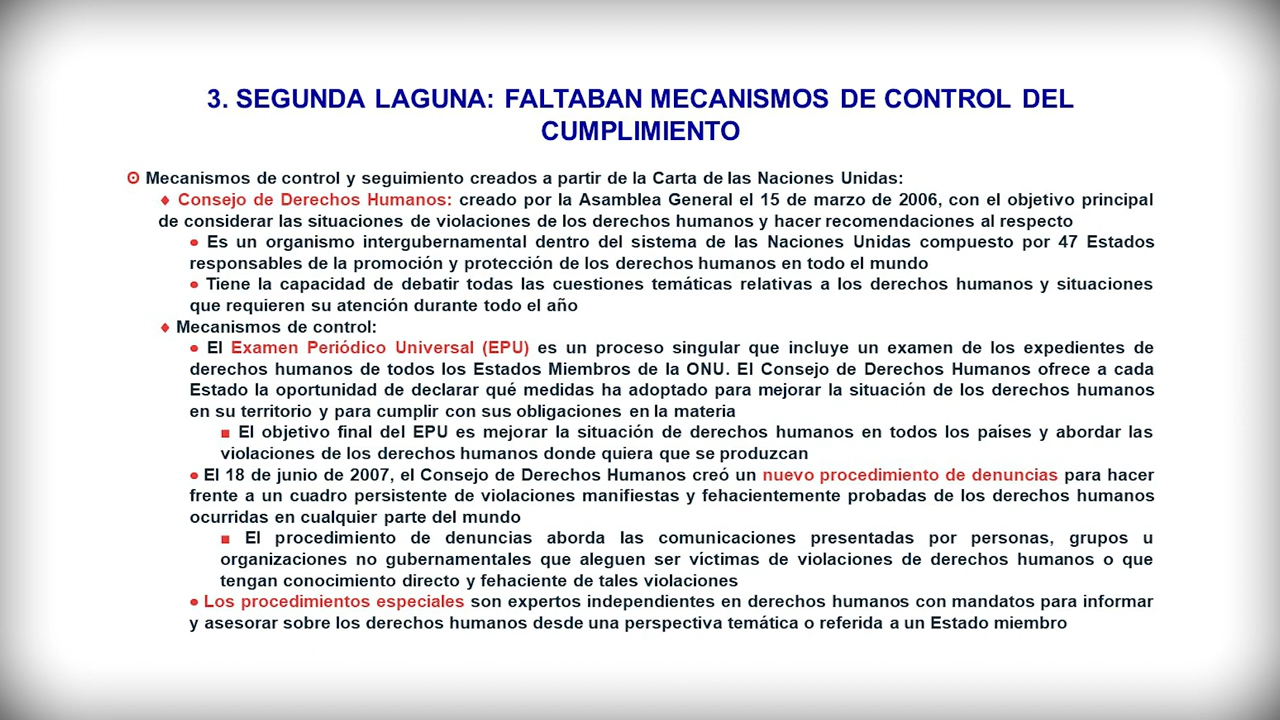 3. SEGUNDA LAGUNA: FALTABAN MECANISMOS DE CONTROL DEL
CUMPLIMIENTO
Mecanismos de control y seguimiento creados a partir de la Carta de las Naciones Unidas:
Consejo de Derechos Humanos: creado por la Asamblea General el 15 de marzo de 2006, con el objetivo principal
de considerar las situaciones de violaciones de los derechos humanos y hacer recomendaciones al respecto
Es un organismo intergubernamental dentro del sistema de las Naciones Unidas compuesto por 47 Estados
responsables de la promoción y protección de los derechos humanos en todo el mundo
Tiene la capacidad de debatir todas las cuestiones temáticas relativas a los derechos humanos y situaciones
que requieren su atención durante todo el año
Mecanismos de control:
El Examen Periódico Universal (EPU) es un proceso singular que incluye un examen de los expedientes de
derechos humanos de todos los Estados Miembros de la ONU. El Consejo de Derechos Humanos ofrece a cada
Estado la oportunidad de declarar qué medidas ha adoptado para mejorar la situación de los derechos humanos
en su territorio y para cumplir con sus obligaciones en la materia
El objetivo final del EPU es mejorar la situación de derechos humanos en todos los países y abordar las
violaciones de los derechos humanos donde quiera que se produzcan
El 18 de junio de 2007, el Consejo de Derechos Humanos creó un nuevo procedimiento de denuncias para hacer
frente a un cuadro persistente de violaciones manifiestas y fehacientemente probadas de los derechos humanos
ocurridas en cualquier parte del mundo
El procedimiento de denuncias aborda las comunicaciones presentadas por personas, grupos u
organizaciones no gubernamentales que aleguen ser víctimas de violaciones de derechos humanos o que
tengan conocimiento directo y fehaciente de tales violaciones
Los procedimientos especiales son expertos independientes en derechos humanos con mandatos para informar
y asesorar sobre los derechos humanos desde una perspectiva temática o referida a un Estado miembro